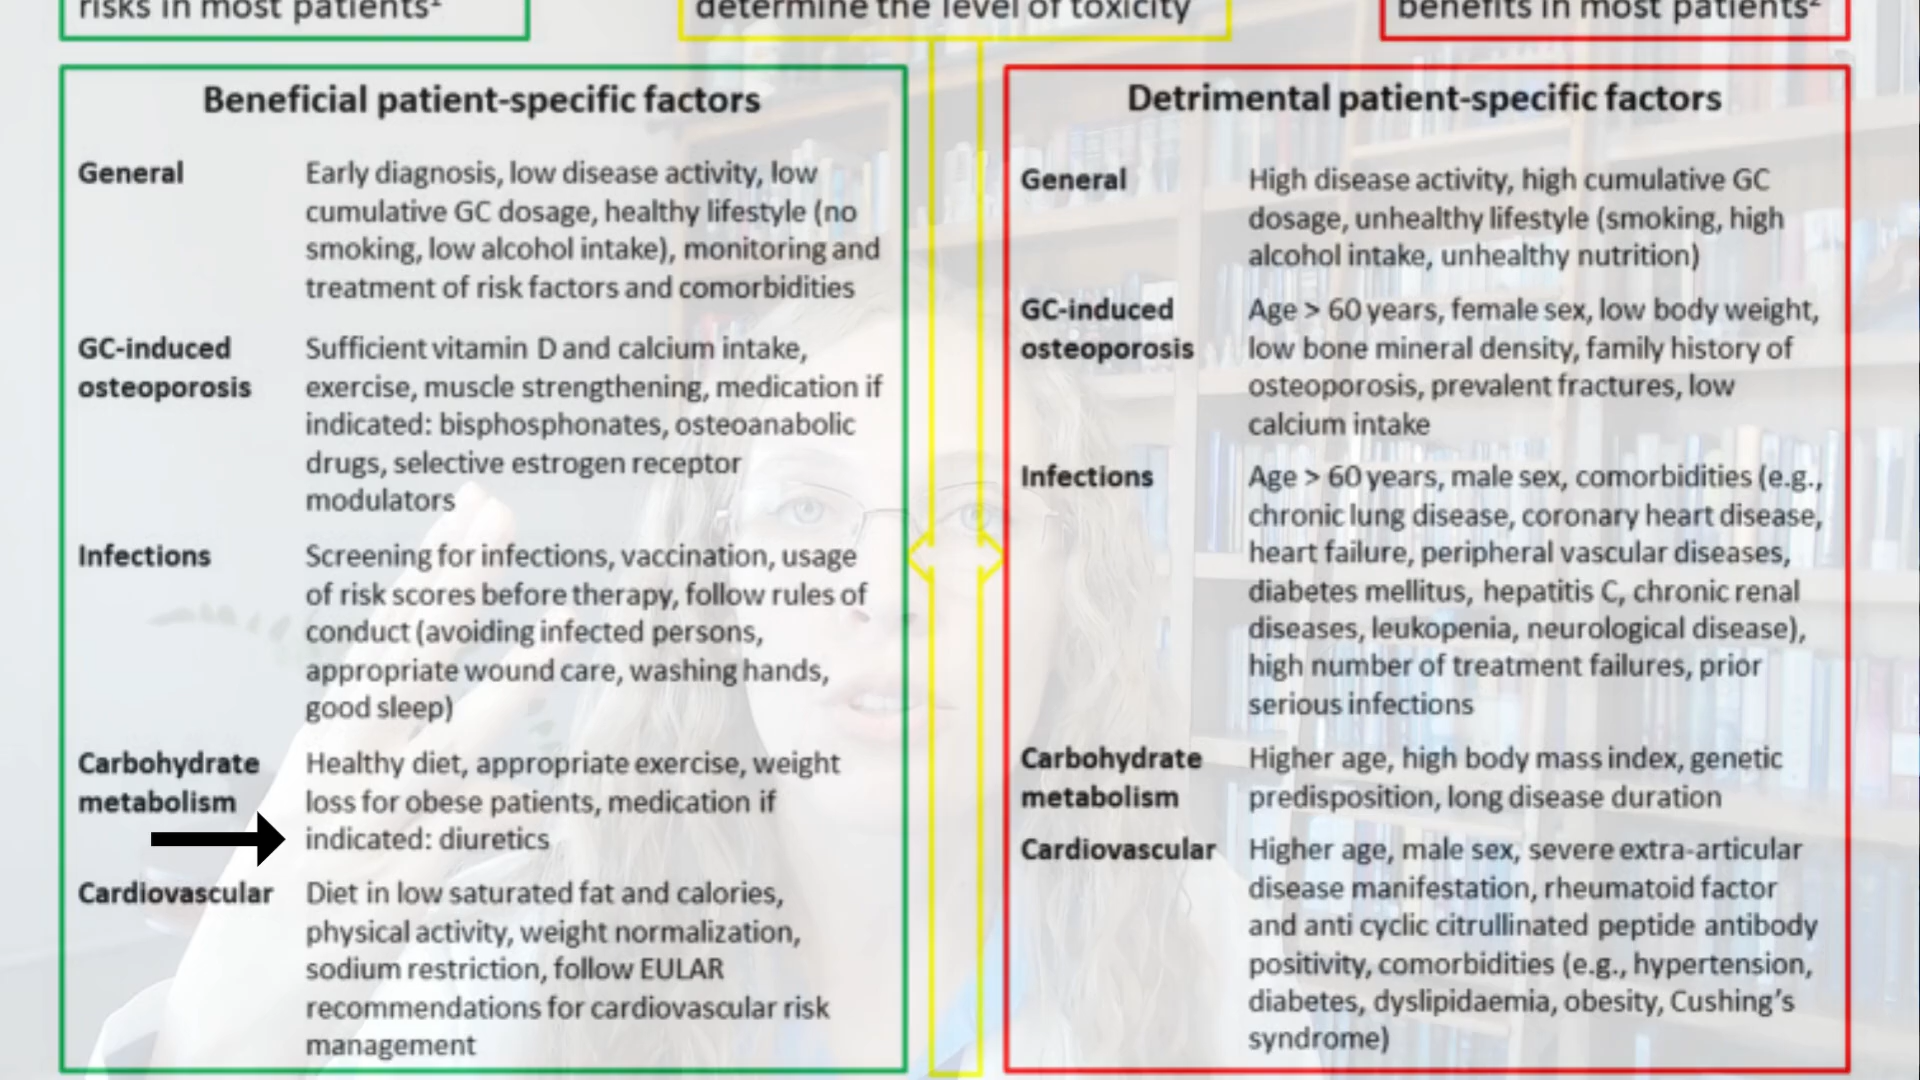 risks in most patients¹
determine the level of toxicity
benefits in most patients²
Beneficial patient-specific factors
General
Early diagnosis, low disease activity, low
cumulative GC dosage, healthy lifestyle (no
smoking, low alcohol intake), monitoring and
treatment of risk factors and comorbidities
GC-induced
osteoporosis
Sufficient vitamin D and calcium intake,
exercise, muscle strengthening, medication if
indicated: bisphosphonates, osteoanabolic
drugs, selective estrogen receptor
modulators
Infections
Screening for infections, vaccination, usage
of risk scores before therapy, follow rules of
conduct (avoiding infected persons,
appropriate wound care, washing hands,
good sleep)
Carbohydrate
metabolism
Healthy diet, appropriate exercise, weight
loss for obese patients, medication if
indicated: diuretics
Cardiovascular
Diet in low saturated fat and calories,
physical activity, weight normalization,
sodium restriction, follow EULAR
recommendations for cardiovascular risk
management
Detrimental patient-specific factors
General
High disease activity, high cumulative GC
dosage, unhealthy lifestyle (smoking, high
alcohol intake, unhealthy nutrition)
GC-induced
osteoporosis
Age > 60 years, female sex, low body weight,
low bone mineral density, family history of
osteoporosis, prevalent fractures, low
calcium intake
Infections
Age > 60 years, male sex, comorbidities (e.g.,
chronic lung disease, coronary heart disease,
heart failure, peripheral vascular diseases,
diabetes mellitus, hepatitis C, chronic renal
diseases, leukopenia, neurological disease),
high number of treatment failures, prior
serious infections
Carbohydrate
metabolism
Higher age, high body mass index, genetic
predisposition, long disease duration
Cardiovascular
Higher age, male sex, severe extra-articular
disease manifestation, rheumatoid factor
and anti cyclic citrullinated peptide antibody
positivity, comorbidities (e.g., hypertension,
diabetes, dyslipidaemia, obesity, Cushing's
syndrome)